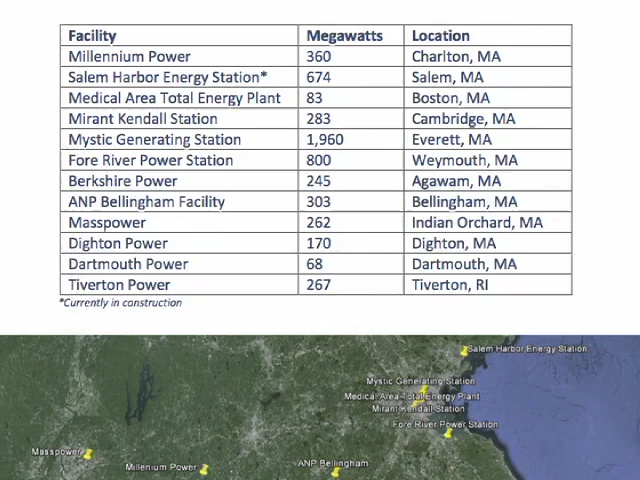 Facility Megawatts Location
Millennium Power 360 Charlton, MA
Salem Harbor Energy Station* 674 Salem, MA
Medical Area Total Energy Plant 83 Boston, MA
Mirant Kendall Station 283 Cambridge, MA
Mystic Generating Station 1,960 Everett, MA
Fore River Power Station 800 Weymouth, MA
Berkshire Power 245 Agawam, MA
ANP Bellingham Facility 303 Bellingham, MA
Masspower 262 Indian Orchard, MA
Dighton Power 170 Dighton, MA
Dartmouth Power 68 Dartmouth, MA
Tiverton Power 267 Tiverton, RI
*Currently in construction
Salem Harbor Energy Station
Mystic Generating Station
Medical Area Total Energy Plant
Mirant Kendall Station
Fore River Power Station
Masspower
Millenium Power
ANP Bellingham